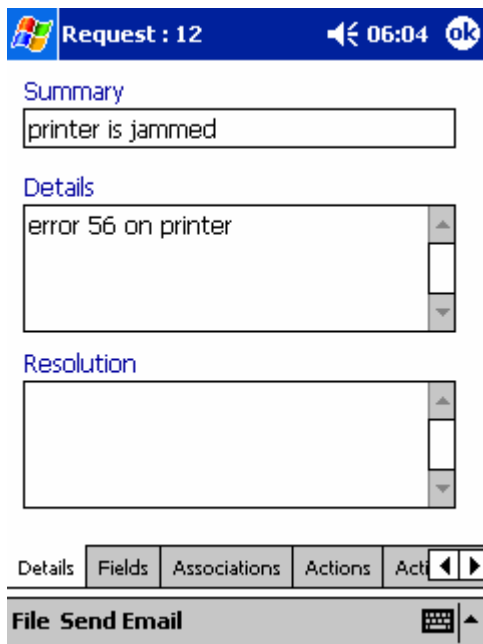 Request : 12 06:04 ok
Summary
printer is jammed
Details
error 56 on printer
Resolution
Details Fields Associations Actions Acti
File Send Email